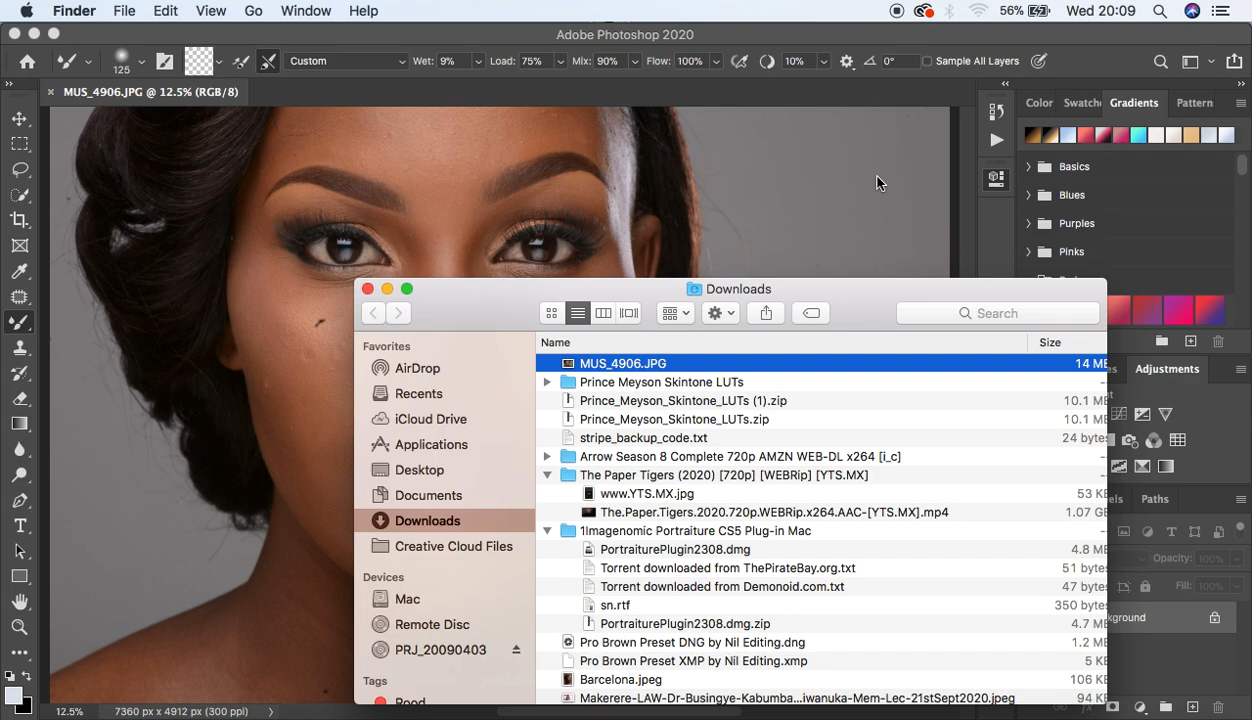 Finder File Edit View Go Window Help 56% Wed 20:09
Adobe Photoshop 2020
125 Custom Wet: 9% Load: 75% Mix: 90% Flow: 100% 10% 0° Sample All Layers
× MUS_4906.JPG @ 12.5% (RGB/8)
Color Swatche Gradients Pattern
Basics
Blues
Purples
Pinks
Downloads
Search
Favorites
AirDrop
Recents
iCloud Drive
Applications
Desktop
Documents
Downloads
Creative Cloud Files
Devices
Mac
Remote Disc
PRJ_20090403
Tags
Name Size
MUS_4906.JPG 14 MB
Prince Meyson Skintone LUTs --
Prince_Meyson_Skintone_LUTs (1).zip 10.1 MB
Prince_Meyson_Skintone_LUTs.zip 10.1 MB
stripe_backup_code.txt 24 bytes
Arrow Season 8 Complete 720p AMZN WEB-DL x264 [i_c] --
The Paper Tigers (2020) [720p] [WEBRip] [YTS.MX] --
www.YTS.MX.jpg 53 KB
The.Paper.Tigers.2020.720p.WEBRip.x264.AAC-[YTS.MX].mp4 1.07 GB
1Imagenomic Portraiture CS5 Plug-in Mac --
PortraiturePlugin2308.dmg 4.8 MB
Torrent downloaded from ThePirateBay.org.txt 51 bytes
Torrent downloaded from Demonoid.com.txt 47 bytes
sn.rtf 350 bytes
PortraiturePlugin2308.dmg.zip 4.7 MB
Pro Brown Preset DNG by Nil Editing.dng 1.2 MB
Pro Brown Preset XMP by Nil Editing.xmp 5 KB
Barcelona.jpeg 106 KB
Makerere-LAW-Dr-Busingye-Kabumba...iwanuka-Mem-Lec-21stSept2020.jpeg 94 KB
es Adjustments
els Paths
Opacity: 100%
Fill: 100%
kground
12.5% 7360 px x 4912 px (300 ppi)